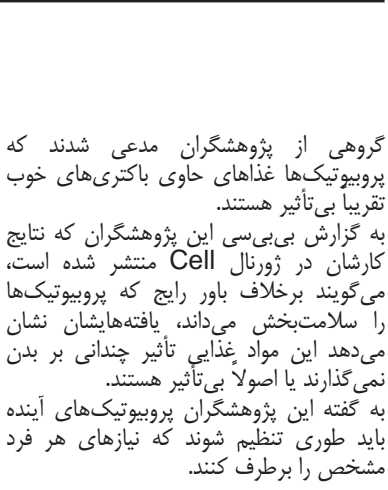 گروهی از پژوهشگران مدعی شدند که
پروبیوتیک‌ها غذاهای حاوی باکتری‌های خوب
تقریباً بی‌تأثیر هستند.
به گزارش بی‌بی‌سی این پژوهشگران که نتایج
کارشان در ژورنال Cell منتشر شده است،
می‌گویند برخلاف باور رایج که پروبیوتیک‌ها
را سلامت‌بخش می‌داند، یافته‌هایشان نشان
می‌دهد این مواد غذایی تأثیر چندانی بر بدن
نمی‌گذارند یا اصولاً بی‌تأثیر هستند.
به گفته این پژوهشگران پروبیوتیک‌های آینده
باید طوری تنظیم شوند که نیازهای هر فرد
مشخص را برطرف کنند.